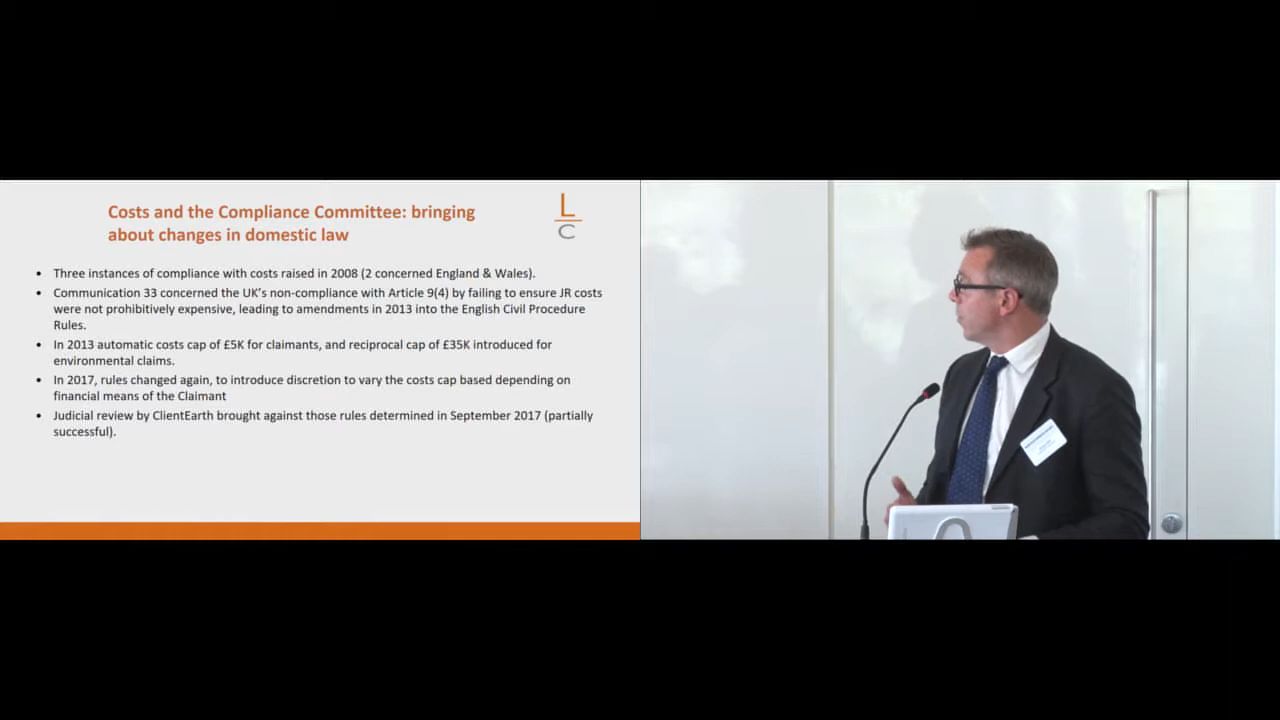 Costs and the Compliance Committee: bringing
about changes in domestic law
L
C
• Three instances of compliance with costs raised in 2008 (2 concerned England & Wales).
• Communication 33 concerned the UK's non-compliance with Article 9(4) by failing to ensure JR costs
were not prohibitively expensive, leading to amendments in 2013 into the English Civil Procedure
Rules.
• In 2013 automatic costs cap of £5K for claimants, and reciprocal cap of £35K introduced for
environmental claims.
• In 2017, rules changed again, to introduce discretion to vary the costs cap based depending on
financial means of the Claimant
• Judicial review by ClientEarth brought against those rules determined in September 2017 (partially
successful).